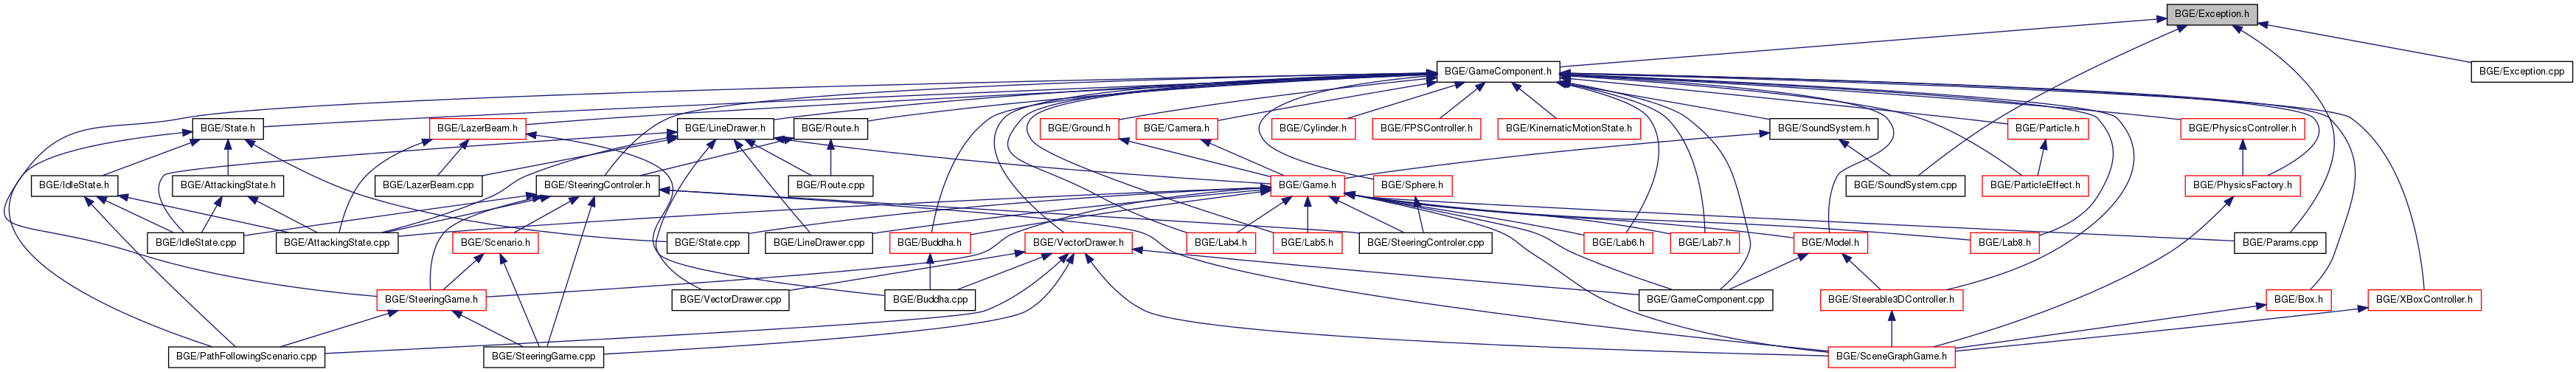 BGE/Exception.h
BGE/GameComponent.h
BGE/Exception.cpp
BGE/State.h
BGE/LazerBeam.h
BGE/LineDrawer.h
BGE/Route.h
BGE/Ground.h
BGE/Camera.h
BGE/Cylinder.h
BGE/FPSController.h
BGE/KinematicMotionState.h
BGE/SoundSystem.h
BGE/Particle.h
BGE/PhysicsController.h
BGE/IdleState.h
BGE/AttackingState.h
BGE/LazerBeam.cpp
BGE/SteeringControler.h
BGE/Route.cpp
BGE/Game.h
BGE/Sphere.h
BGE/SoundSystem.cpp
BGE/ParticleEffect.h
BGE/PhysicsFactory.h
BGE/IdleState.cpp
BGE/AttackingState.cpp
BGE/Scenario.h
BGE/State.cpp
BGE/LineDrawer.cpp
BGE/Buddha.h
BGE/VectorDrawer.h
BGE/Lab4.h
BGE/Lab5.h
BGE/SteeringControler.cpp
BGE/Lab6.h
BGE/Lab7.h
BGE/Model.h
BGE/Lab8.h
BGE/Params.cpp
BGE/SteeringGame.h
BGE/VectorDrawer.cpp
BGE/Buddha.cpp
BGE/GameComponent.cpp
BGE/Steerable3DController.h
BGE/Box.h
BGE/XBoxController.h
BGE/PathFollowingScenario.cpp
BGE/SteeringGame.cpp
BGE/SceneGraphGame.h